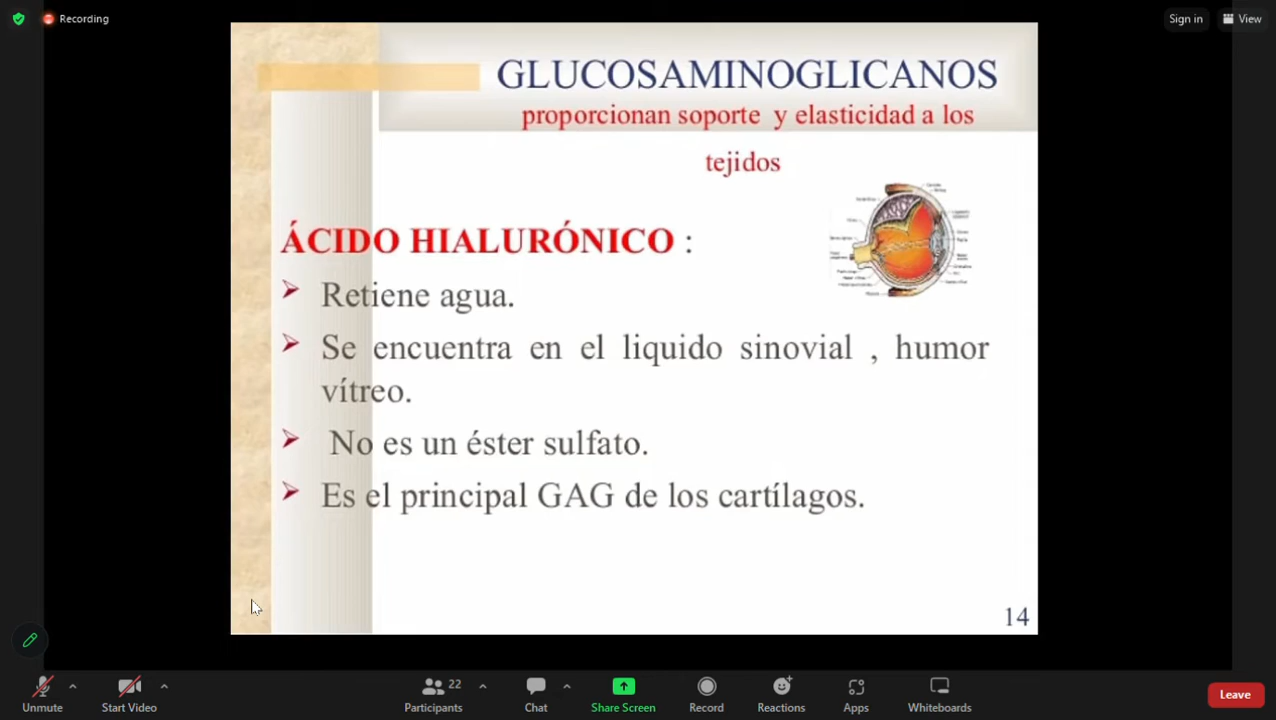 Recording
Sign in
View
GLUCOSAMINOGLICANOS
proporcionan soporte y elasticidad a los
tejidos
ÁCIDO HIALURÓNICO :
Retiene agua.
Se encuentra en el liquido sinovial , humor
vítreo.
No es un éster sulfato.
Es el principal GAG de los cartílagos.
14
Unmute
Start Video
22
Participants
Chat
Share Screen
Record
Reactions
Apps
Whiteboards
Leave